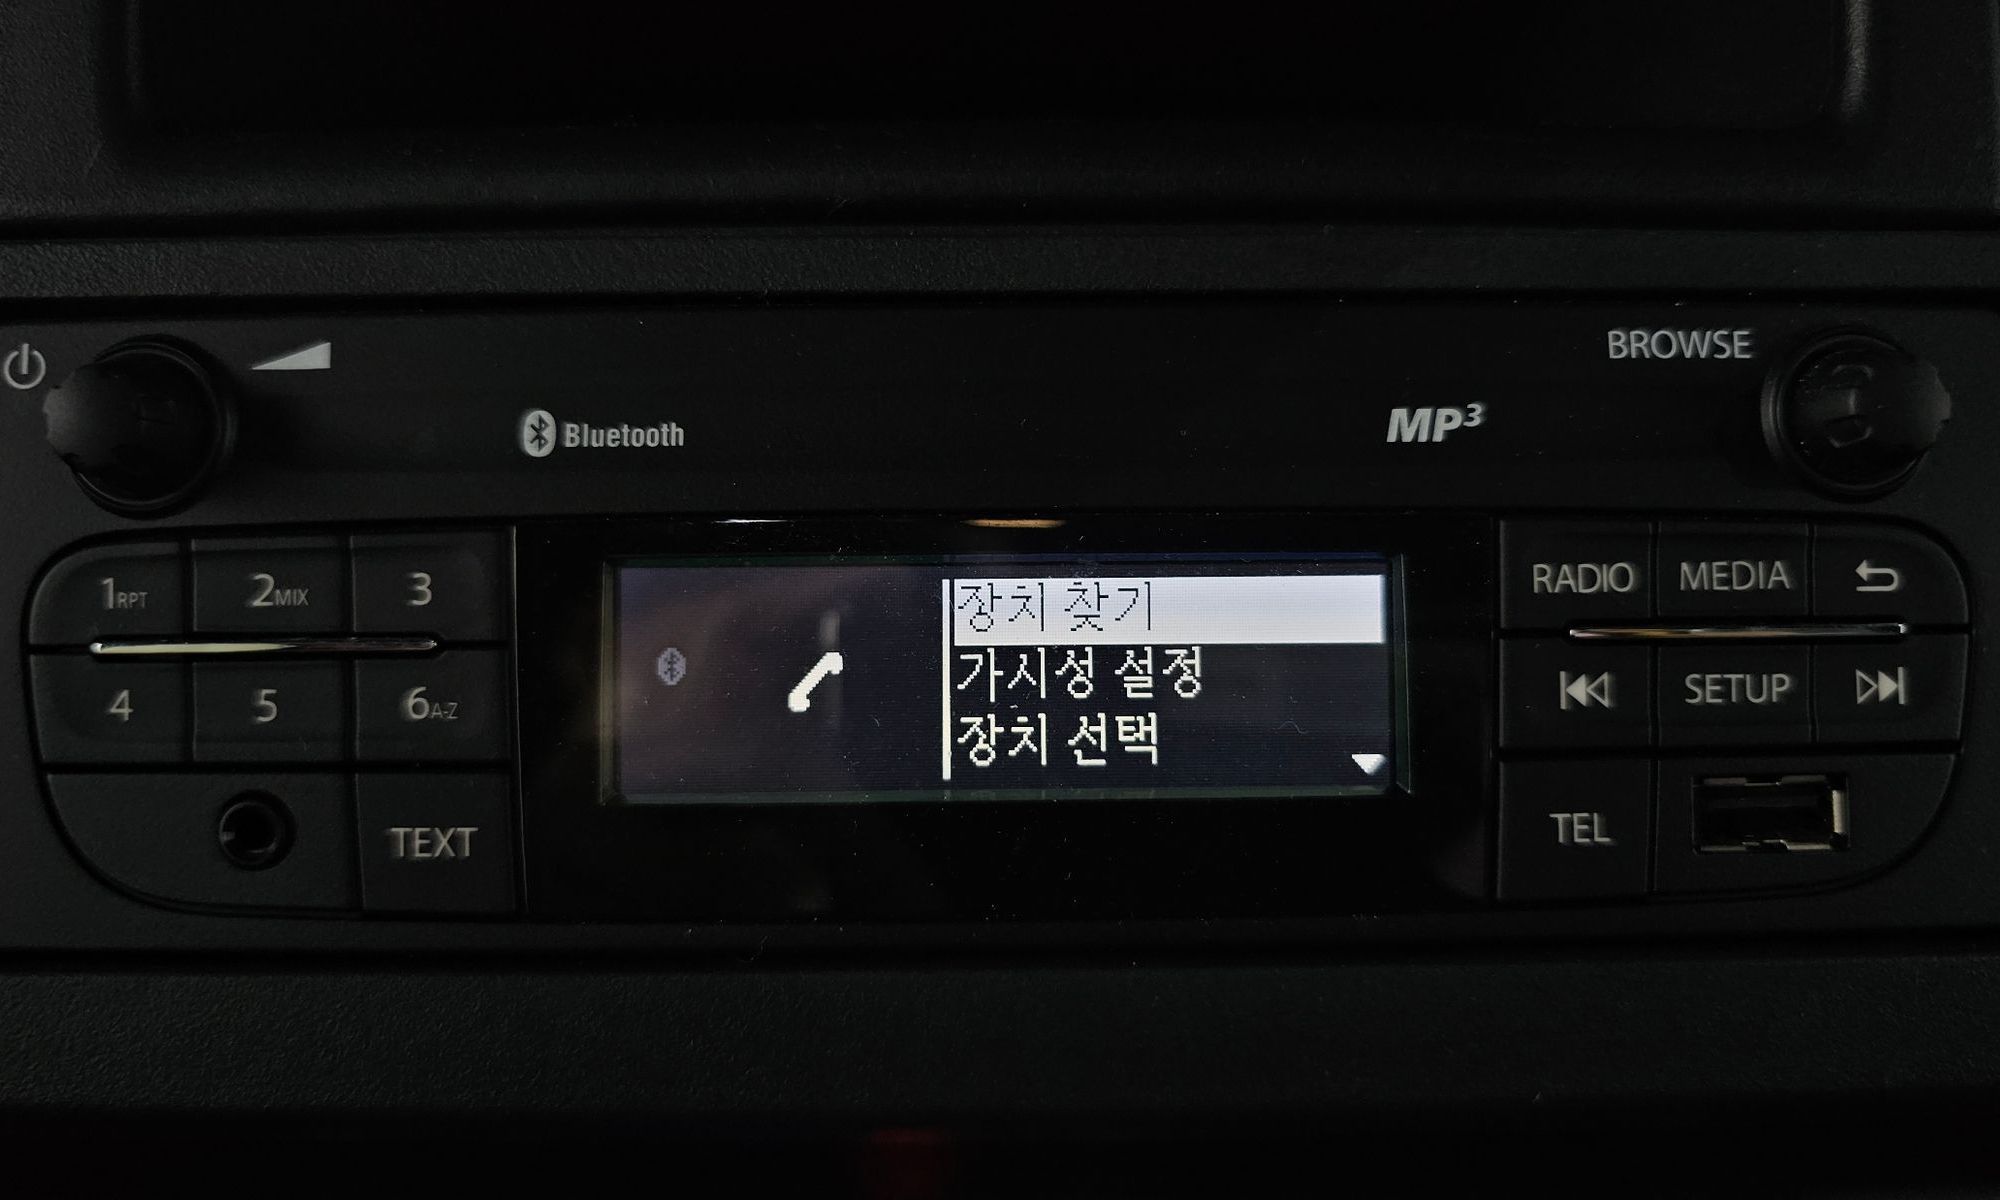 BROWSE
Bluetooth
MP3
1RPT 2MIX 3
4 5 6A-Z
TEXT
장치 찾기
가시성 설정
장치 선택
RADIO MEDIA
SETUP
TEL